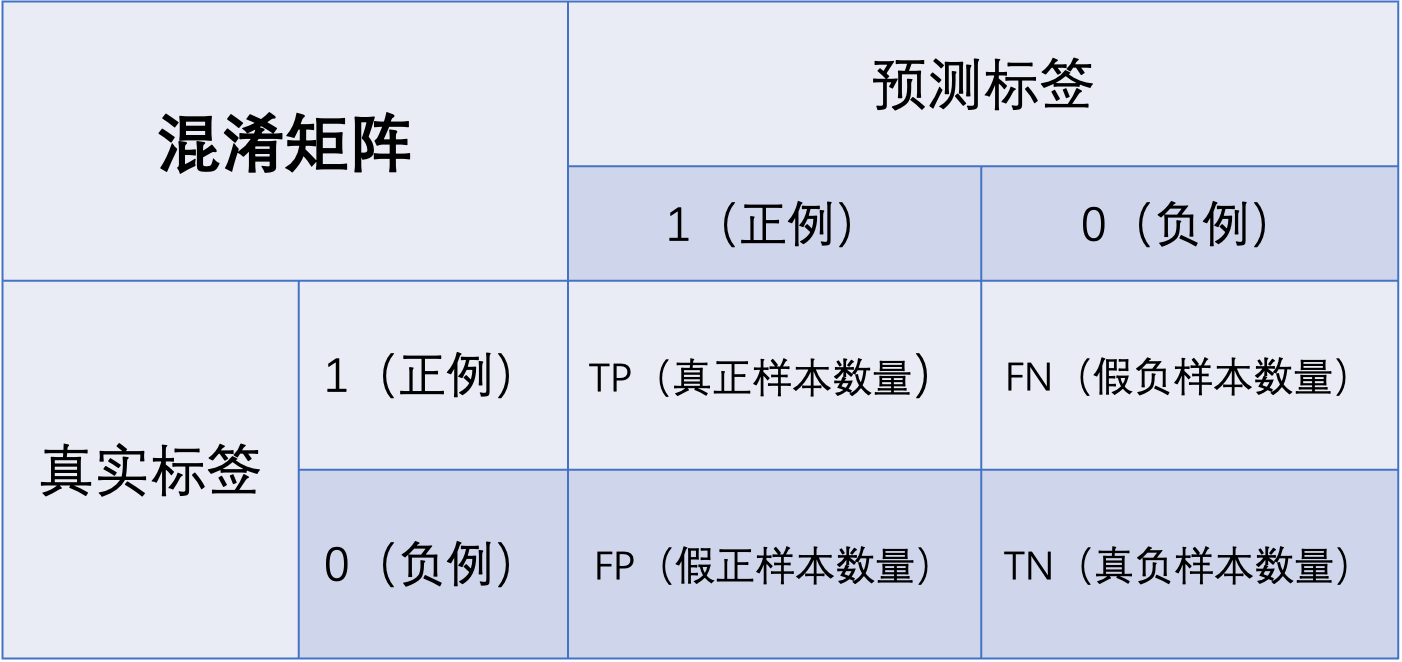 混淆矩阵
预测标签
1（正例）
0（负例）
真实标签
1（正例）
TP（真正样本数量）
FN（假负样本数量）
0（负例）
FP（假正样本数量）
TN（真负样本数量）